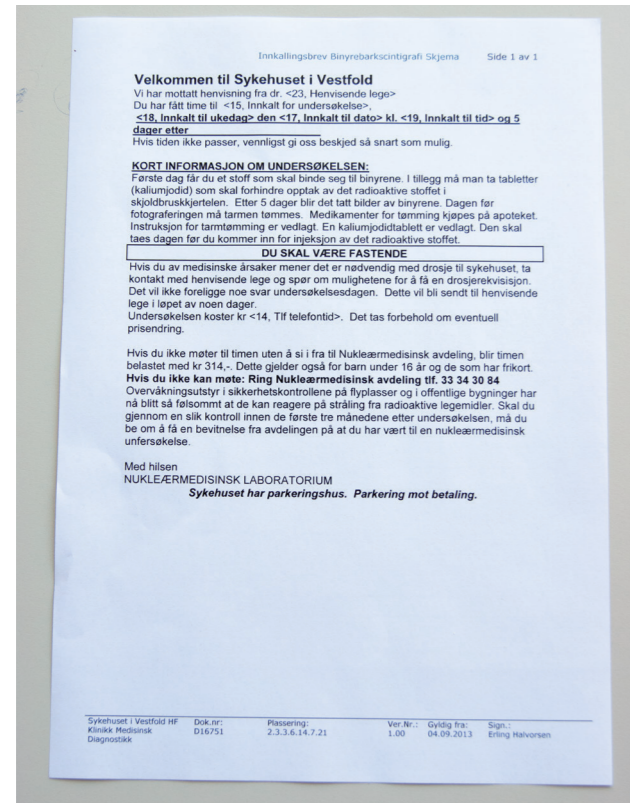 Innkallingsbrev Binyrebarkscintigrafi Skjema Side 1 av 1
Velkommen til Sykehuset i Vestfold
Vi har mottatt henvisning fra dr. <23, Henvisende lege>
Du har fått time til <15, Innkalt for undersøkelse>,
<18, Innkalt til ukedag> den <17, Innkalt til dato> kl. <19, Innkalt til tid> og 5
dager etter
Hvis tiden ikke passer, vennligst gi oss beskjed så snart som mulig.
KORT INFORMASJON OM UNDERSØKELSEN:
Første dag får du et stoff som skal binde seg til binyrene. I tillegg må man ta tabletter
(kaliumjodid) som skal forhindre opptak av det radioaktive stoffet i
skjoldbruskkjertelen. Etter 5 dager blir det tatt bilder av binyrene. Dagen før
fotograferingen må tarmen tømmes. Medikamenter for tømming kjøpes på apoteket.
Instruksjon for tarmtømming er vedlagt. En kaliumjodidtablett er vedlagt. Den skal
taes dagen før du kommer inn for injeksjon av det radioaktive stoffet.
DU SKAL VÆRE FASTENDE
Hvis du av medisinske årsaker mener det er nødvendig med drosje til sykehuset, ta
kontakt med henvisende lege og spør om mulighetene for å få en drosjerekvisisjon.
Det vil ikke foreligge noe svar undersøkelsesdagen. Dette vil bli sendt til henvisende
lege i løpet av noen dager.
Undersøkelsen koster kr <14, Tlf telefontid>. Det tas forbehold om eventuell
prisendring.
Hvis du ikke møter til timen uten å si i fra til Nukleærmedisinsk avdeling, blir timen
belastet med kr 314,-. Dette gjelder også for barn under 16 år og de som har frikort.
Hvis du ikke kan møte: Ring Nukleærmedisinsk avdeling tlf. 33 34 30 84
Overvåkningsutstyr i sikkerhetskontrollene på flyplasser og i offentlige bygninger har
nå blitt så følsommt at de kan reagere på stråling fra radioaktive legemidler. Skal du
gjennom en slik kontroll innen de første tre månedene etter undersøkelsen, må du
be om å få en bevitnelse fra avdelingen på at du har vært til en nukleærmedisinsk
unfersøkelse.
Med hilsen
NUKLEÆRMEDISINSK LABORATORIUM
Sykehuset har parkeringshus. Parkering mot betaling.
Sykehuset i Vestfold HF Dok.nr: Plassering: Ver.Nr.: Gyldig fra: Sign.:
Klinikk Medisinsk D16751 2.3.3.6.14.7.21 1.00 04.09.2013 Erling Halvorsen
Diagnostikk